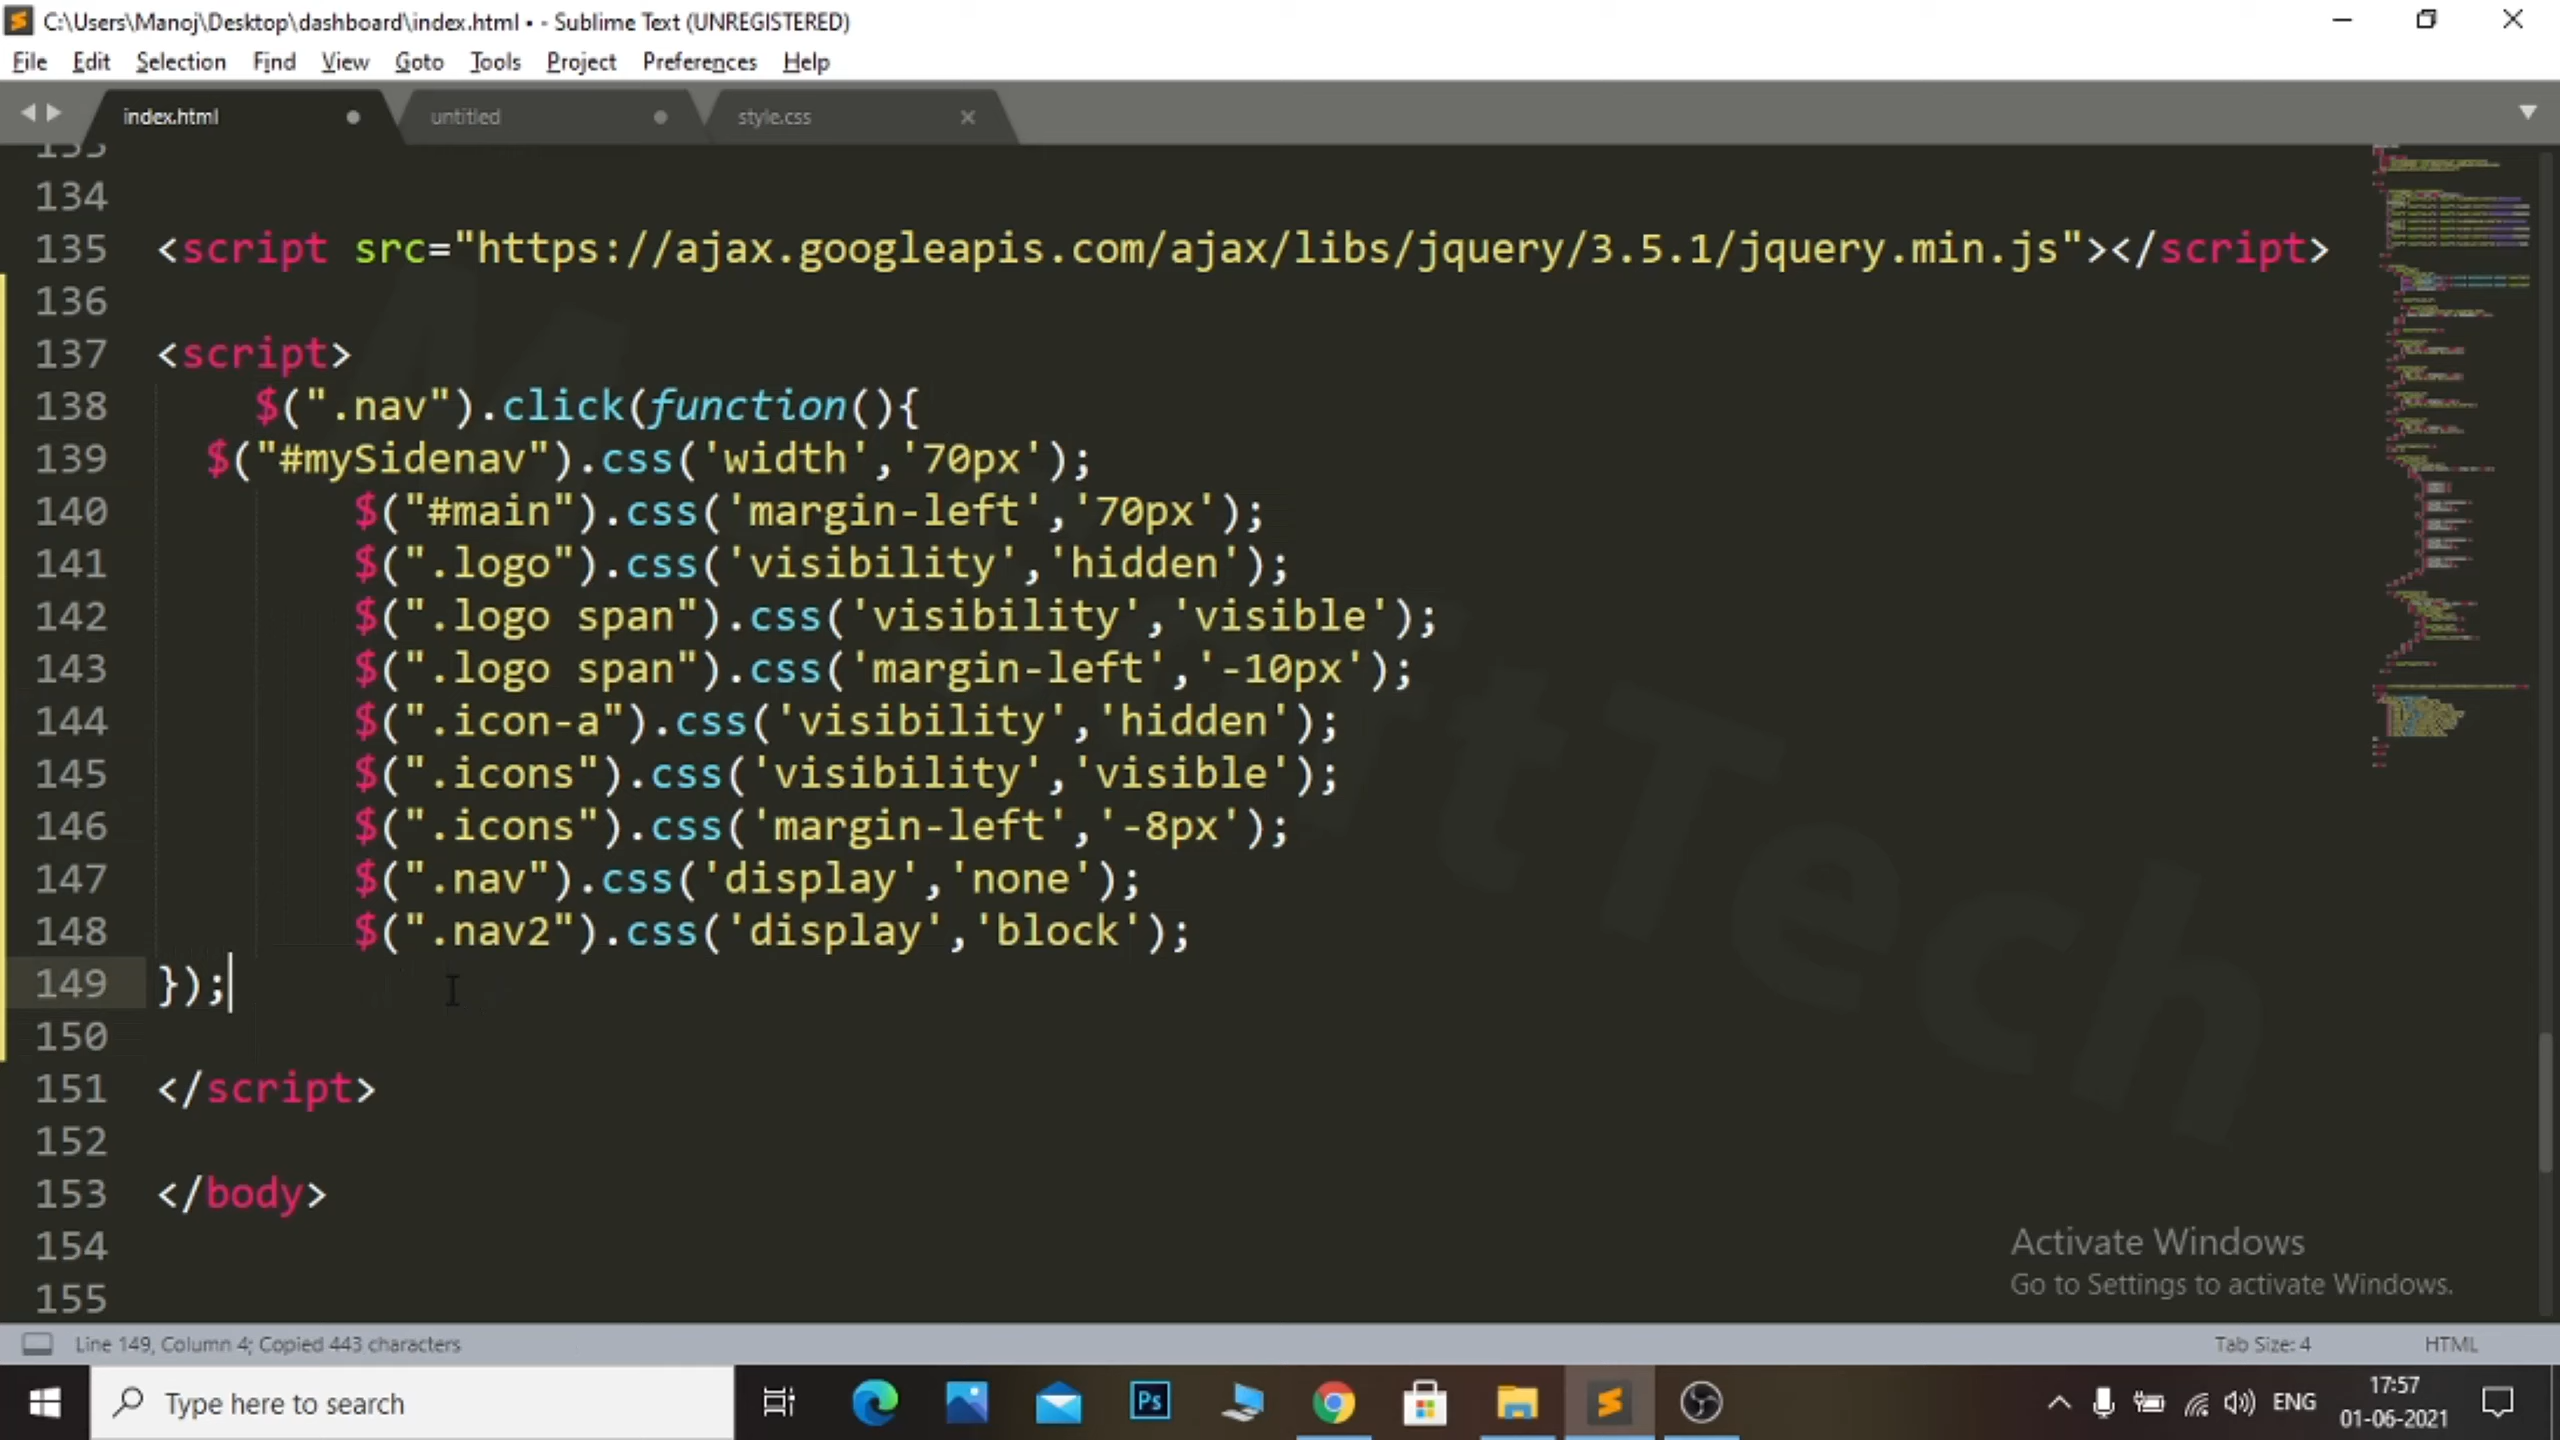 C:\Users\Manoj\Desktop\dashboard\index.html • - Sublime Text (UNREGISTERED)
File Edit Selection Find View Goto Tools Project Preferences Help
index.html untitled style.css
133
134
135 <script src="https://ajax.googleapis.com/ajax/libs/jquery/3.5.1/jquery.min.js"></script>
136
137 <script>
138 $(".nav").click(function(){
139 $("#mySidenav").css('width','70px');
140 $("#main").css('margin-left','70px');
141 $(".logo").css('visibility','hidden');
142 $(".logo span").css('visibility','visible');
143 $(".logo span").css('margin-left','-10px');
144 $(".icon-a").css('visibility','hidden');
145 $(".icons").css('visibility','visible');
146 $(".icons").css('margin-left','-8px');
147 $(".nav").css('display','none');
148 $(".nav2").css('display','block');
149 });
150
151 </script>
152
153 </body>
154
155
Activate Windows
Go to Settings to activate Windows.
Line 149, Column 4; Copied 443 characters Tab Size: 4 HTML
Type here to search
Ps
ENG
17:57
01-06-2021